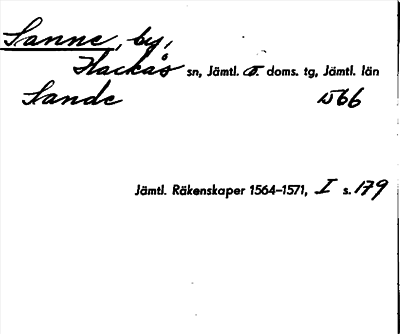 Sanne, by,
Hackås sn, Jämtl. ö. doms. tg, Jämtl. län
Sande 1566
Jämtl. Räkenskaper 1564–1571, I s. 179